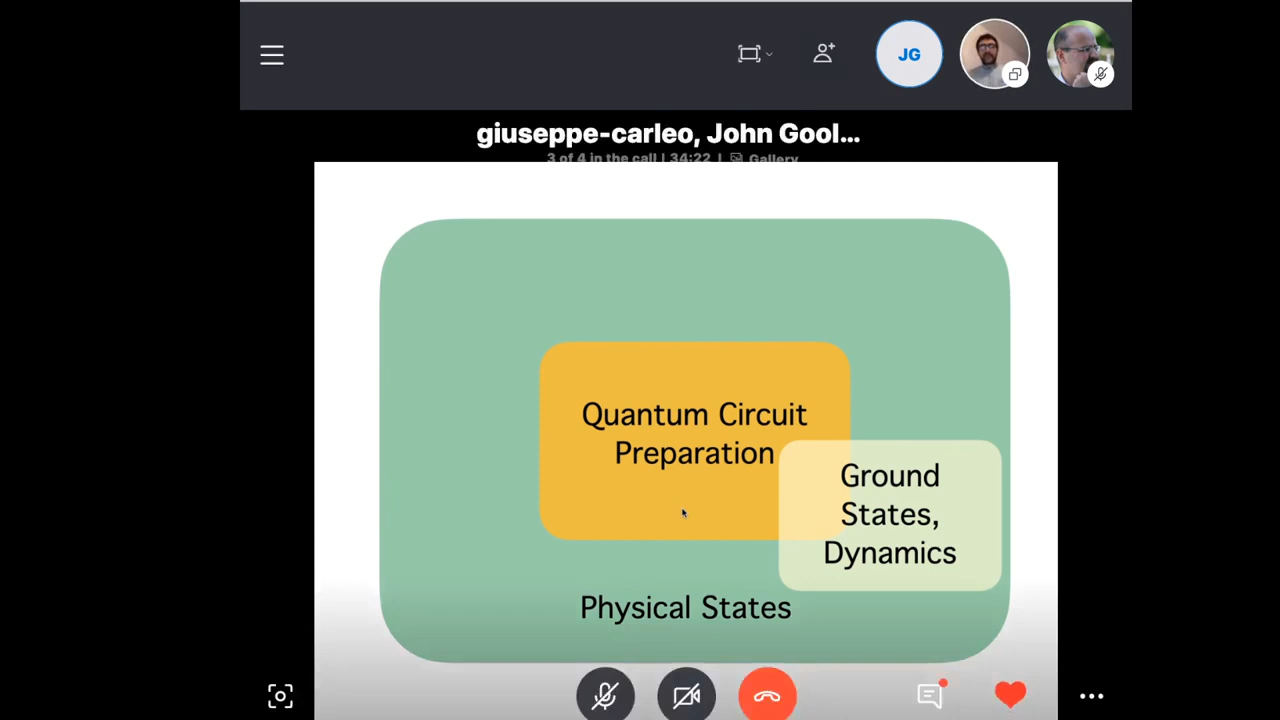 JG
giuseppe-carleo, John Gool...
3 of 4 in the call | 34:22 | Gallery
Quantum Circuit
Preparation
Ground
States,
Dynamics
Physical States